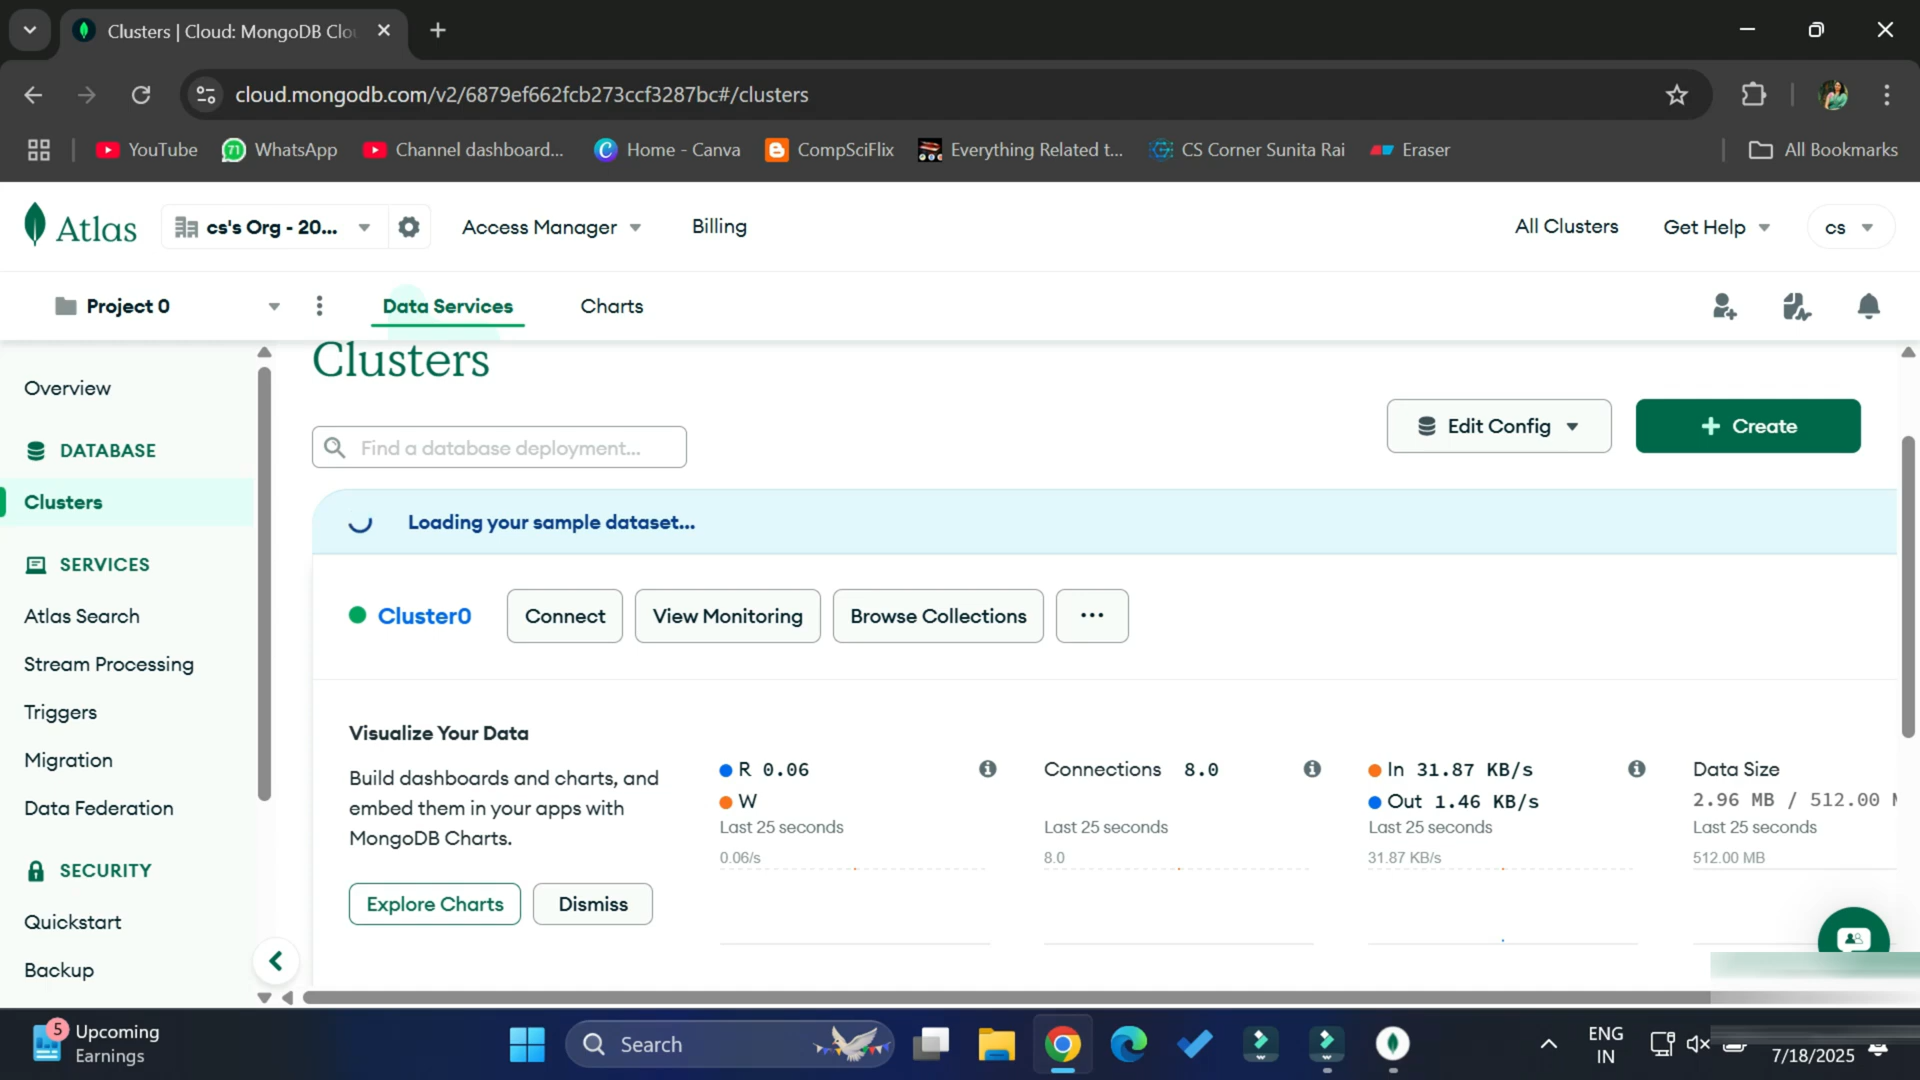 Clusters | Cloud: MongoDB Clou
cloud.mongodb.com/v2/6879ef662fcb273ccf3287bc#/clusters
YouTube
71
WhatsApp
Channel dashboard...
Home - Canva
CompSciFlix
Everything Related t...
CS Corner Sunita Rai
Eraser
All Bookmarks
Atlas
cs's Org - 20...
Access Manager
Billing
All Clusters
Get Help
cs
Project 0
Data Services
Charts
Overview
DATABASE
Clusters
SERVICES
Atlas Search
Stream Processing
Triggers
Migration
Data Federation
SECURITY
Quickstart
Backup
Clusters
Find a database deployment...
Edit Config
+ Create
Loading your sample dataset...
Cluster0
Connect
View Monitoring
Browse Collections
...
Visualize Your Data
Build dashboards and charts, and
embed them in your apps with
MongoDB Charts.
Explore Charts
Dismiss
R 0.06
W
Last 25 seconds
0.06/s
Connections 8.0
Last 25 seconds
8.0
In 31.87 KB/s
Out 1.46 KB/s
Last 25 seconds
31.87 KB/s
Data Size
2.96 MB / 512.00
Last 25 seconds
512.00 MB
5
Upcoming
Earnings
Search
ENG
IN
7/18/2025